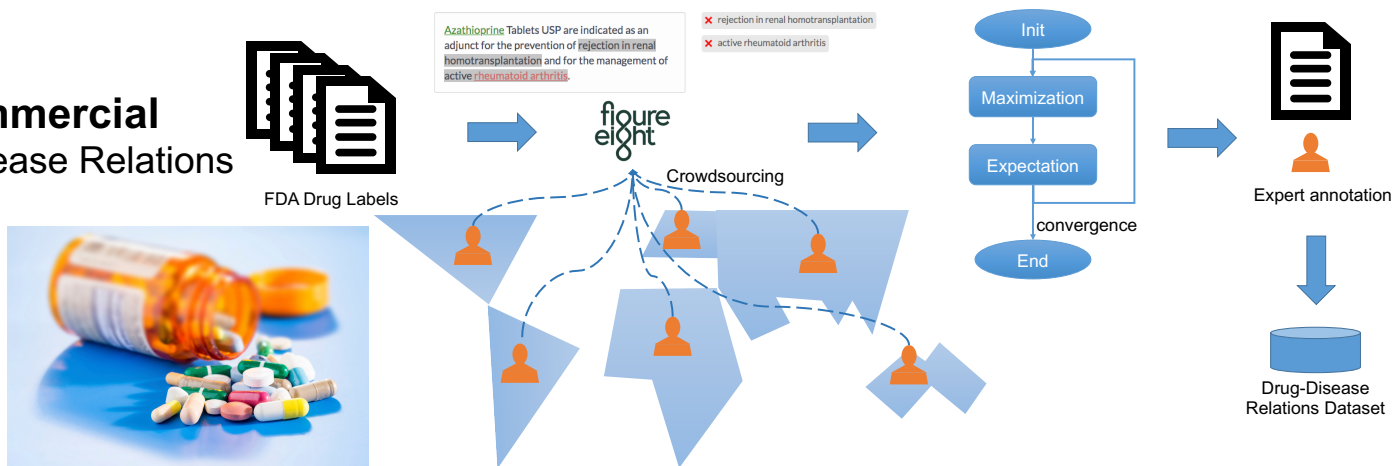 mmercial
ease Relations
FDA Drug Labels
Azathioprine Tablets USP are indicated as an
adjunct for the prevention of rejection in renal
homotransplantation and for the management of
active rheumatoid arthritis.
rejection in renal homotransplantation
active rheumatoid arthritis
figure
eight
Crowdsourcing
Init
Maximization
Expectation
convergence
End
Expert annotation
Drug-Disease
Relations Dataset